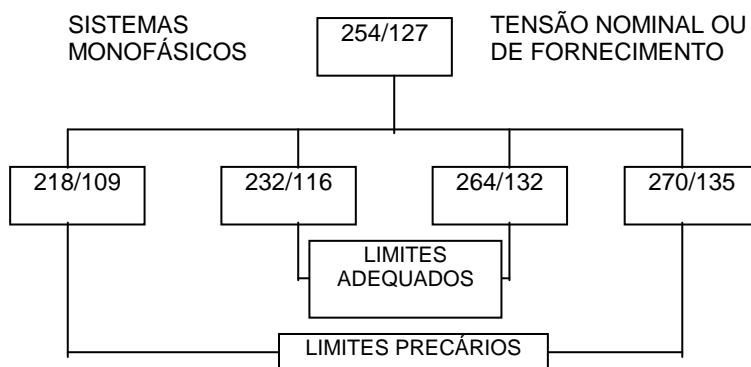 SISTEMAS
MONOFÁSICOS
254/127
TENSÃO NOMINAL OU
DE FORNECIMENTO
218/109
232/116
264/132
270/135
LIMITES
ADEQUADOS
LIMITES PRECÁRIOS